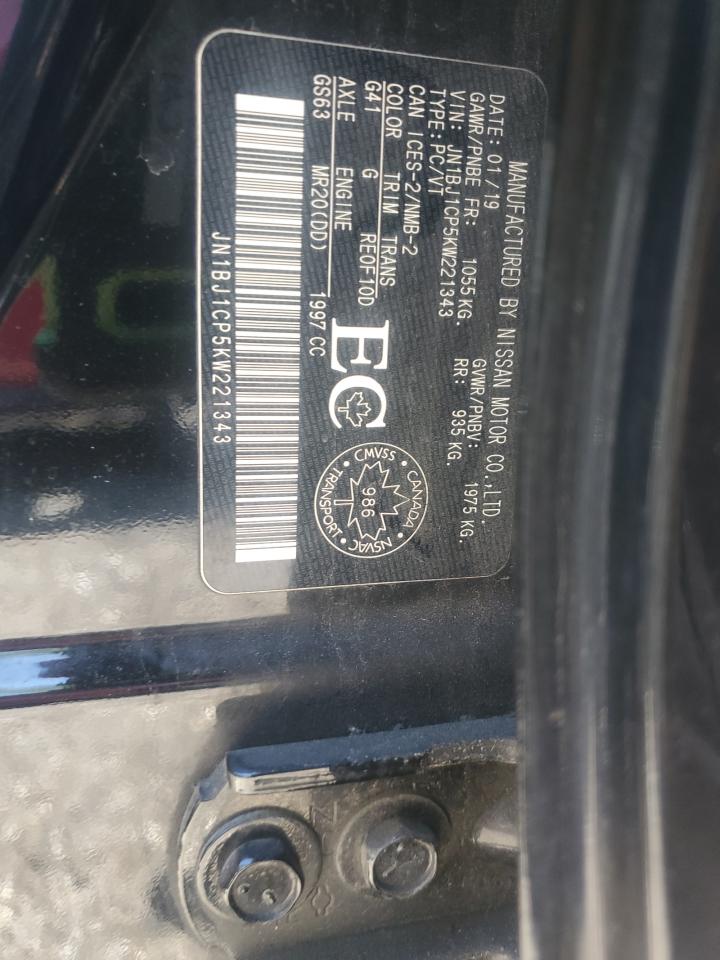 MANUFACTURED BY NISSAN MOTOR CO.,LTD.
DATE: 01/19 GVWR/PNBV: 1975 KG.
GAWR/PNBE FR: 1055 KG. RR: 935 KG.
VIN: JN1BJ1CP5KW221343
TYPE: PC/VT
CAN ICES-2/NMB-2
COLOR TRIM TRANS
G41 G RE0F10D
AXLE ENGINE
GS63 MR20(DD) 1997 CC
EC
CMVSS • CANADA • NSVAC • TRANSPORT •
986
JN1BJ1CP5KW221343